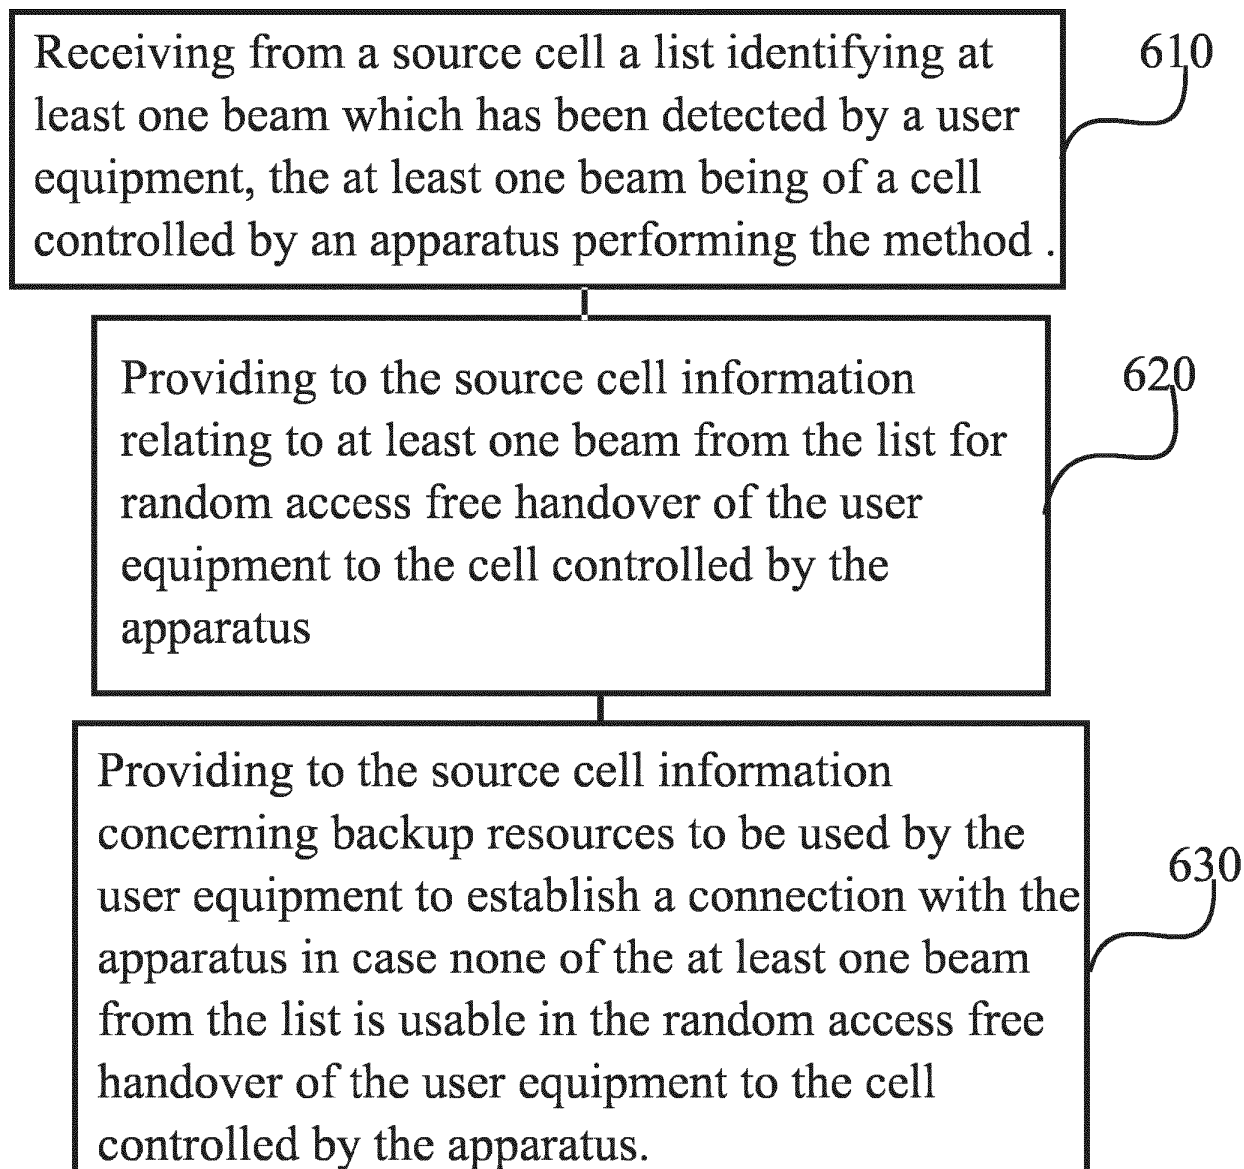 Receiving from a source cell a list identifying at
least one beam which has been detected by a user
equipment, the at least one beam being of a cell
controlled by an apparatus performing the method .
610
Providing to the source cell information
relating to at least one beam from the list for
random access free handover of the user
equipment to the cell controlled by the
apparatus
620
Providing to the source cell information
concerning backup resources to be used by the
user equipment to establish a connection with the
apparatus in case none of the at least one beam
from the list is usable in the random access free
handover of the user equipment to the cell
controlled by the apparatus.
630